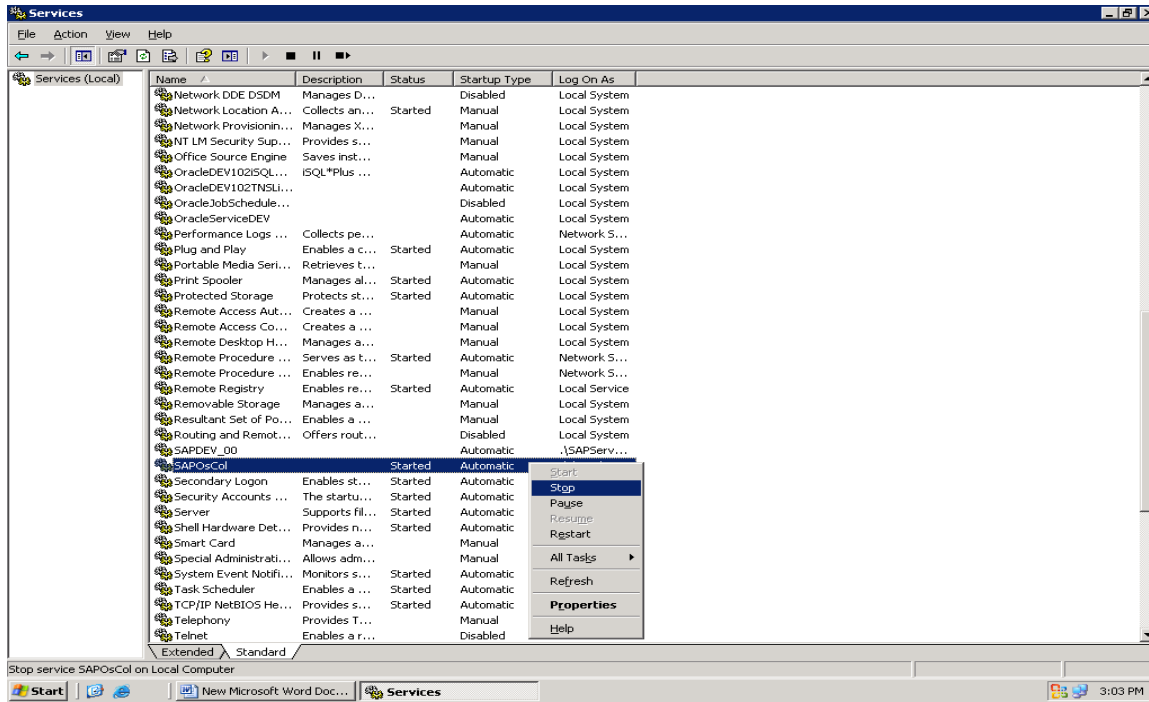 Services
File Action View Help
Services (Local)
Name Description Status Startup Type Log On As
Network DDE DSDM Manages D... Disabled Local System
Network Location A... Collects an... Started Manual Local System
Network Provisionin... Manages X... Manual Local System
NT LM Security Sup... Provides s... Manual Local System
Office Source Engine Saves inst... Manual Local System
OracleDEV102iSQL... iSQL*Plus ... Automatic Local System
OracleDEV102TNSLi... Automatic Local System
OracleJobSchedule... Disabled Local System
OracleServiceDEV Automatic Local System
Performance Logs ... Collects pe... Automatic Network S...
Plug and Play Enables a c... Started Automatic Local System
Portable Media Seri... Retrieves t... Manual Local System
Print Spooler Manages al... Started Automatic Local System
Protected Storage Protects st... Started Automatic Local System
Remote Access Aut... Creates a ... Manual Local System
Remote Access Co... Creates a ... Manual Local System
Remote Desktop H... Manages a... Manual Local System
Remote Procedure ... Serves as t... Started Automatic Network S...
Remote Procedure ... Enables re... Manual Network S...
Remote Registry Enables re... Started Automatic Local Service
Removable Storage Manages a... Manual Local System
Resultant Set of Po... Enables a ... Manual Local System
Routing and Remot... Offers rout... Disabled Local System
SAPDEV_00 Automatic .\SAPServ...
SAPOsCol Started Automatic
Secondary Logon Enables st... Started Automatic
Security Accounts ... The startu... Started Automatic
Server Supports fil... Started Automatic
Shell Hardware Det... Provides n... Started Automatic
Smart Card Manages a... Manual
Special Administrati... Allows adm... Manual
System Event Notifi... Monitors s... Started Automatic
Task Scheduler Enables a ... Started Automatic
TCP/IP NetBIOS He... Provides s... Started Automatic
Telephony Provides T... Manual
Telnet Enables a r... Disabled
Start
Stop
Pause
Resume
Restart
All Tasks
Refresh
Properties
Help
Extended Standard
Stop service SAPOsCol on Local Computer
Start New Microsoft Word Doc... Services 3:03 PM